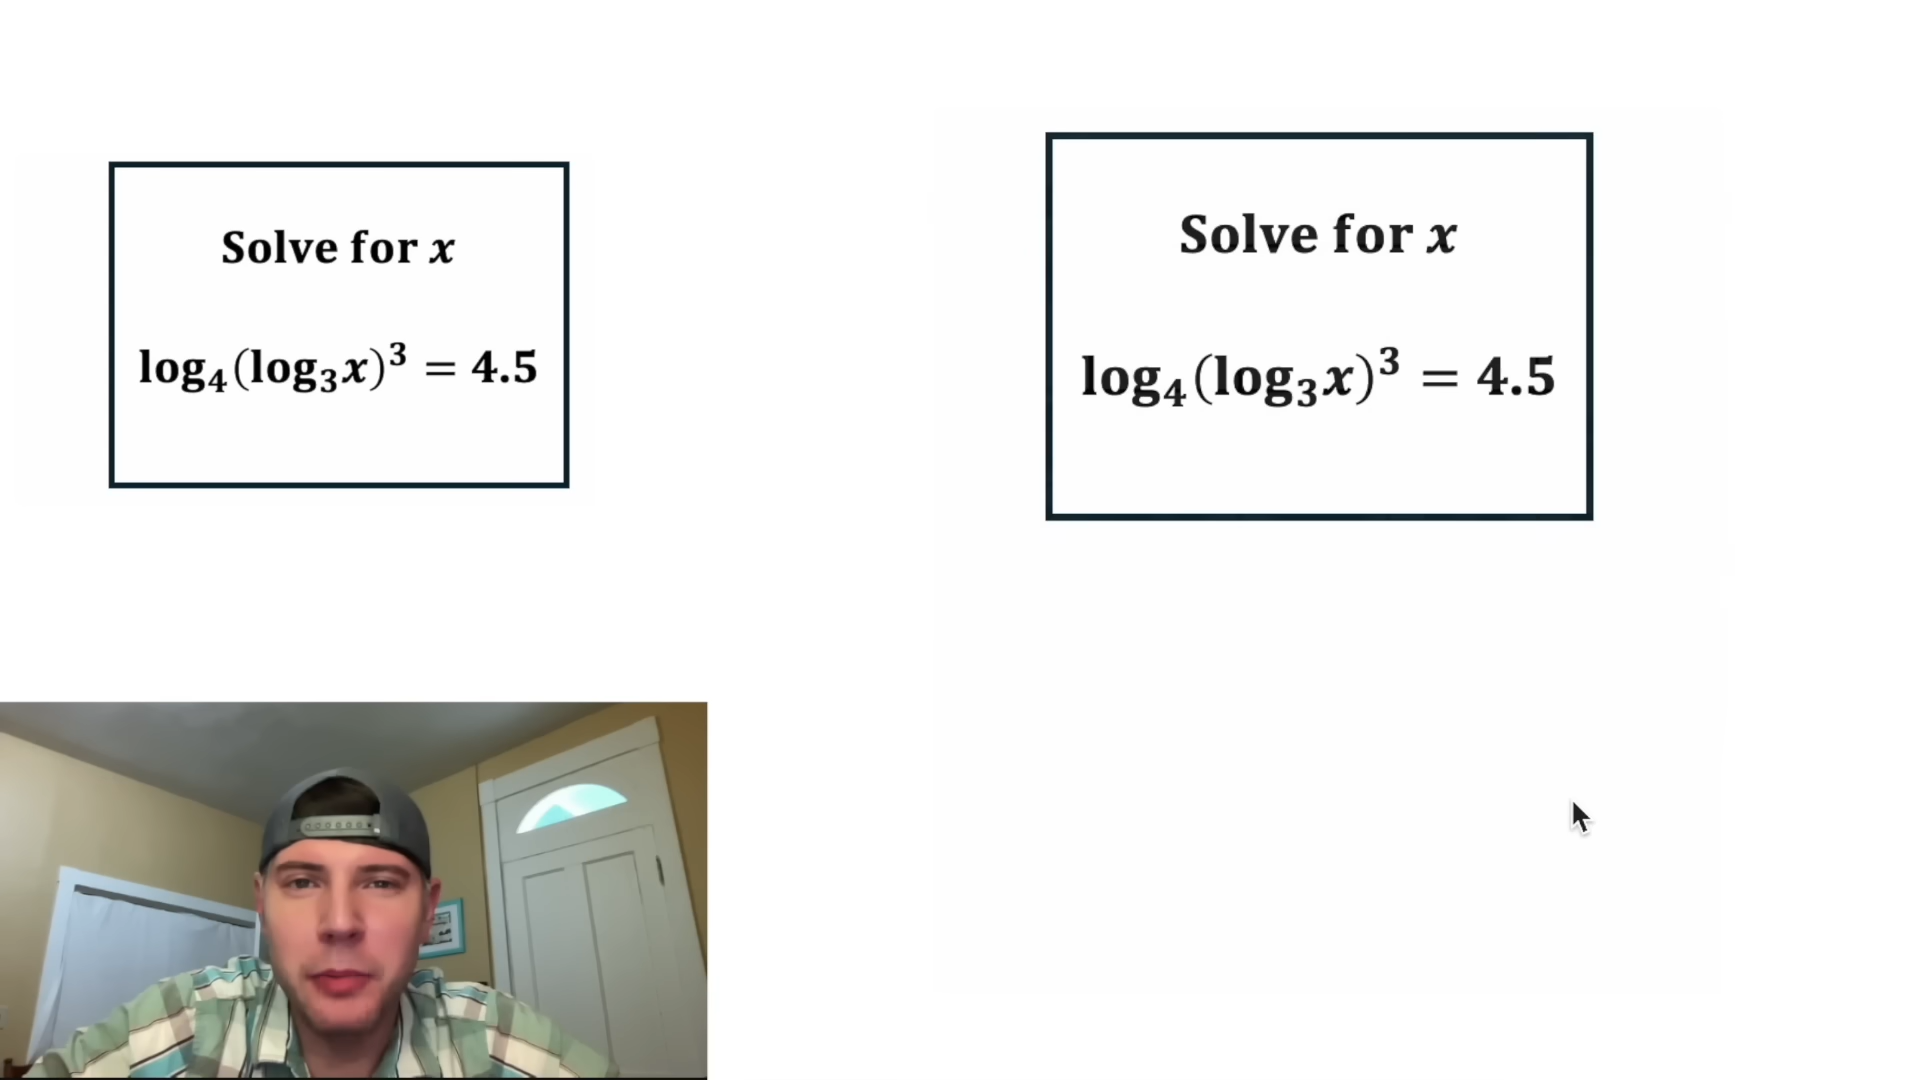 Solve for x
log₄(log₃x)³ = 4.5
Solve for x
log₄(log₃x)³ = 4.5